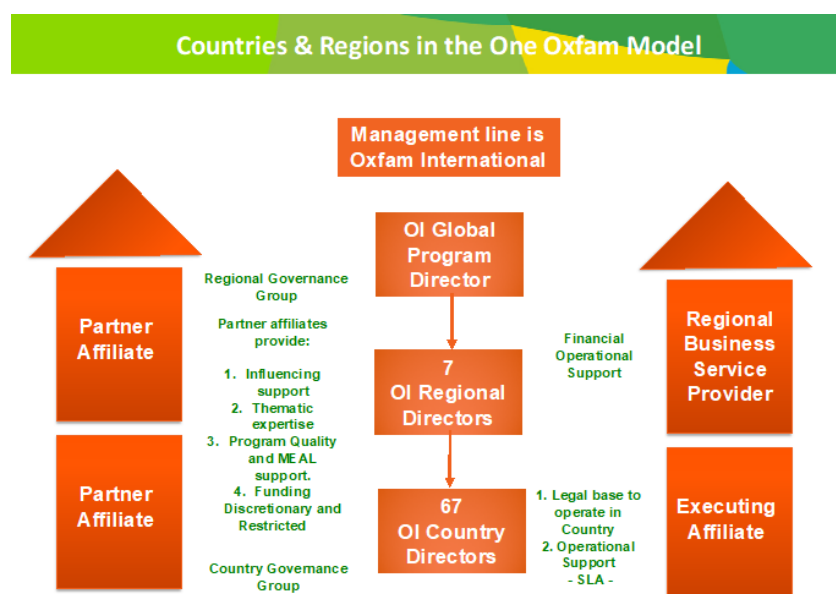 Countries & Regions in the One Oxfam Model
Management line is
Oxfam International
OI Global
Program
Director
7
OI Regional
Directors
67
OI Country
Directors
Partner
Affiliate
Partner
Affiliate
Regional Governance
Group
Partner affiliates
provide:
1. Influencing
support
2. Thematic
expertise
3. Program Quality
and MEAL
support.
4. Funding
Discretionary and
Restricted
Country Governance
Group
Financial
Operational
Support
1. Legal base to
operate in
Country
2. Operational
Support
- SLA -
Regional
Business
Service
Provider
Executing
Affiliate